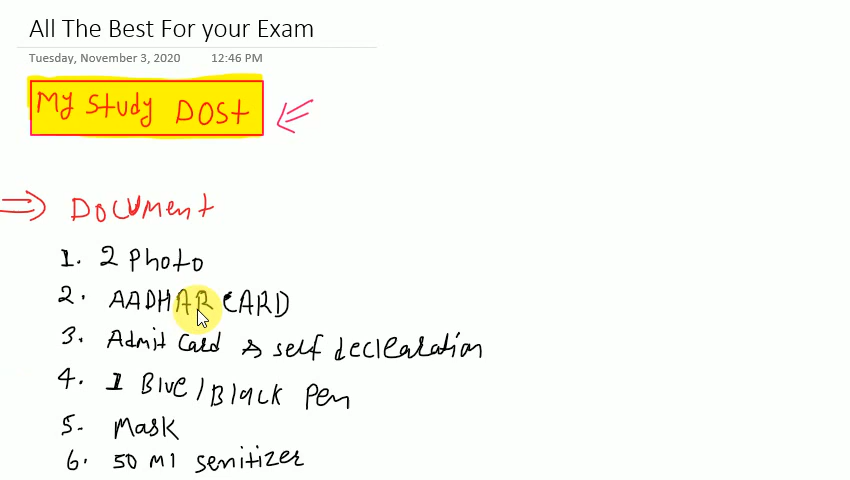 All The Best For your Exam
Tuesday, November 3, 2020 12:46 PM
My Study DOST
DOCUMent
1. 2 Photo
2. AADHAR CARD
3. Admit Card & self declearation
4. 1 Blue/Black Pen
5. Mask
6. 50 Ml senitizer